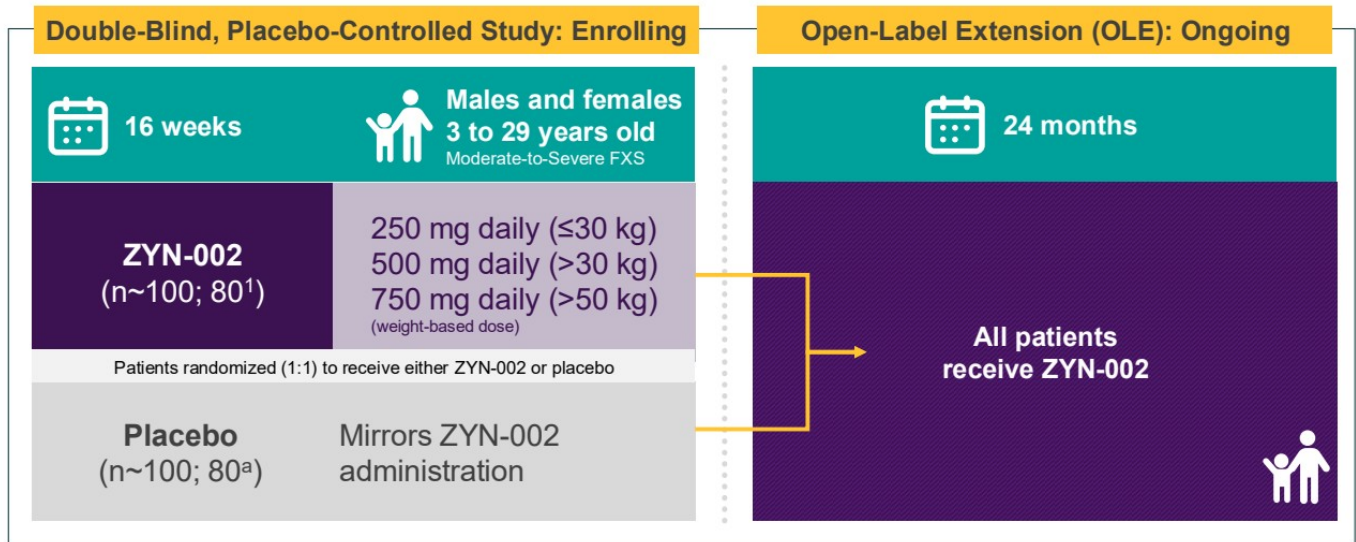 Double-Blind, Placebo-Controlled Study: Enrolling
Open-Label Extension (OLE): Ongoing
16 weeks
Males and females
3 to 29 years old
Moderate-to-Severe FXS
24 months
ZYN-002
(n~100; 80¹)
250 mg daily (≤30 kg)
500 mg daily (>30 kg)
750 mg daily (>50 kg)
(weight-based dose)
Patients randomized (1:1) to receive either ZYN-002 or placebo
Placebo
(n~100; 80ᵃ)
Mirrors ZYN-002
administration
All patients
receive ZYN-002